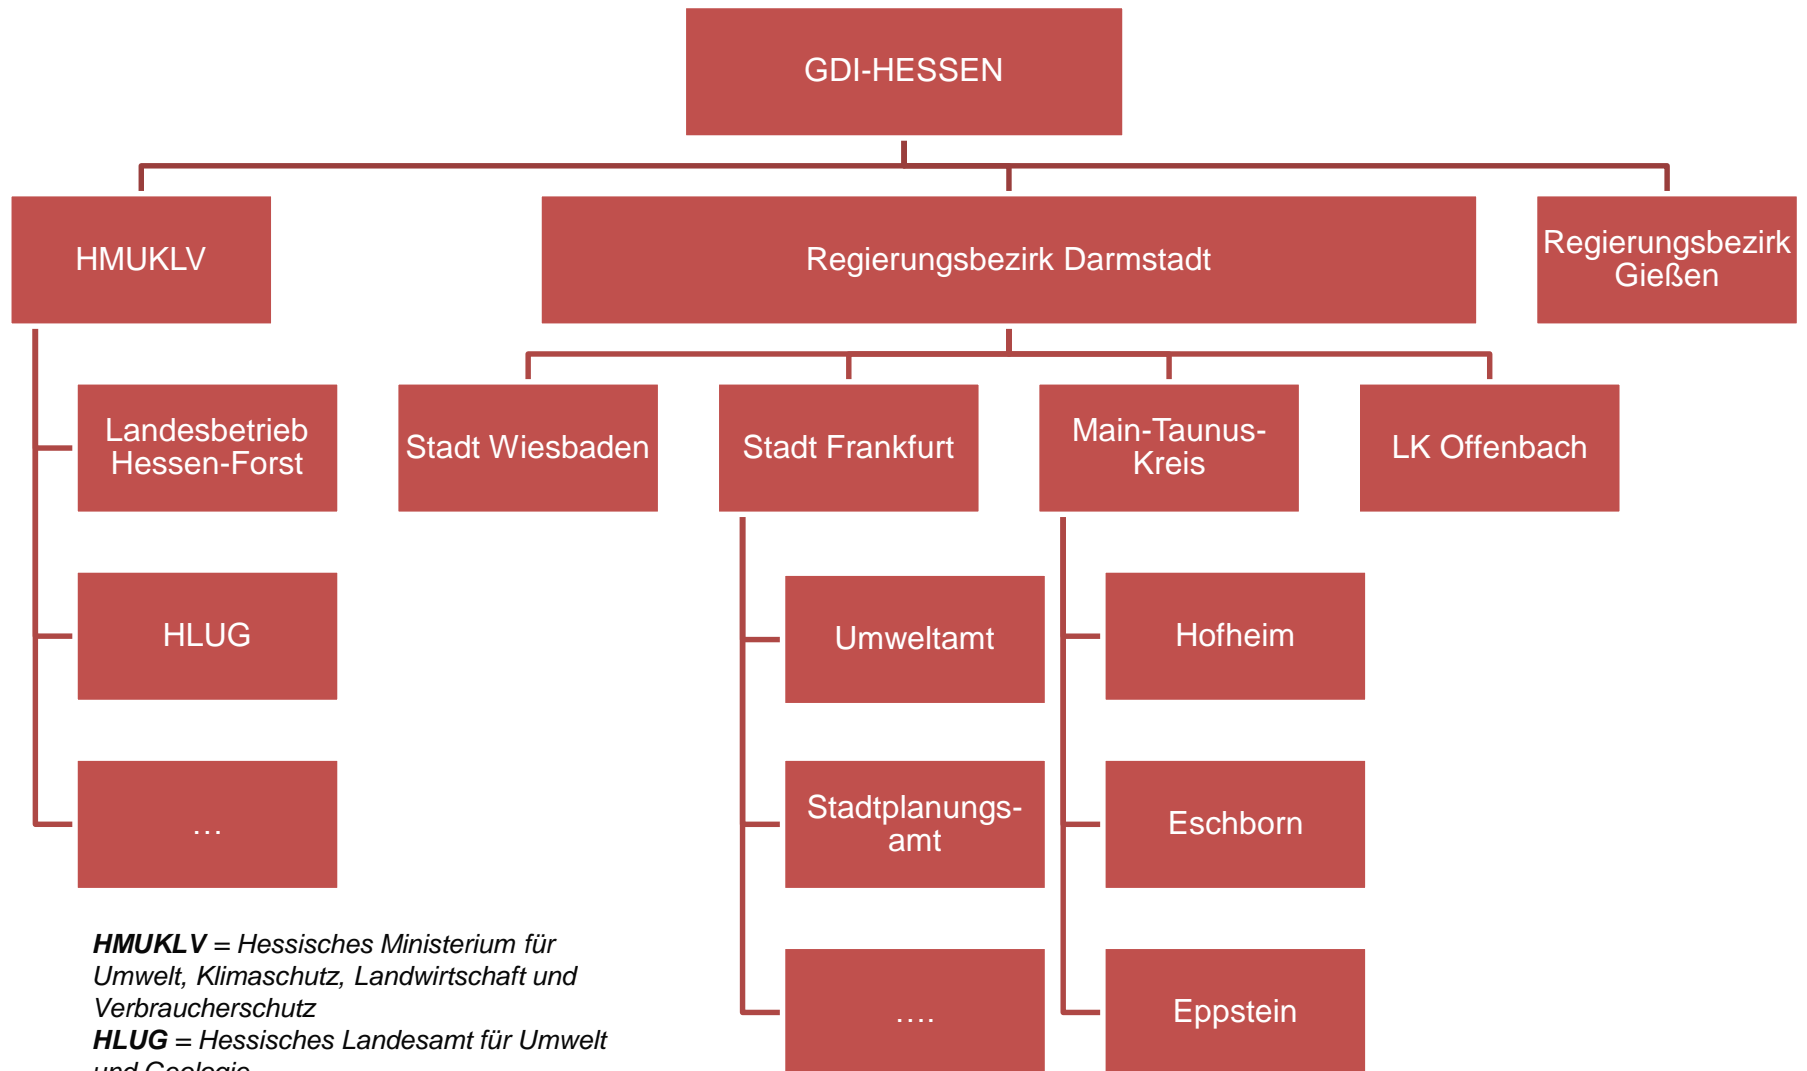 GDI-HESSEN
HMUKLV
Regierungsbezirk Darmstadt
Regierungsbezirk
Gießen
Landesbetrieb
Hessen-Forst
Stadt Wiesbaden
Stadt Frankfurt
Main-Taunus-
Kreis
LK Offenbach
HLUG
Umweltamt
Hofheim
…
Stadtplanungs-
amt
Eschborn
….
Eppstein
HMUKLV = Hessisches Ministerium für
Umwelt, Klimaschutz, Landwirtschaft und
Verbraucherschutz
HLUG = Hessisches Landesamt für Umwelt
und Geologie